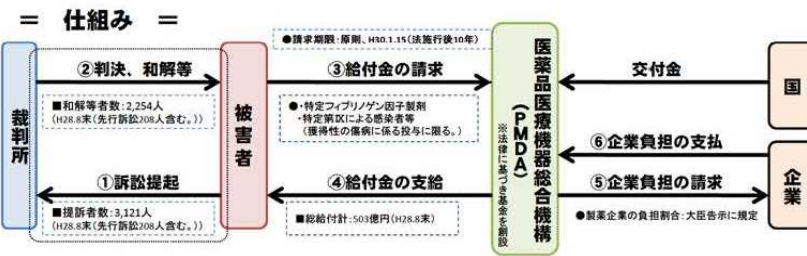 = 仕組み =
裁判所
②判決、和解等
■和解等者数：2,254人
(H28.8末(先行訴訟208人含む。))
①訴訟提起
■提訴者数：3,121人
(H28.8末(先行訴訟208人含む。))
被害者
●請求期限：原則、H30.1.15(法施行後10年)
③給付金の請求
●・特定フィブリノゲン因子製剤
・特定第Ⅸによる感染者等
(獲得性の傷病に係る投与に限る。)
④給付金の支給
■総給付計：503億円(H28.8末)
医薬品医療機器総合機構
(PMDA)
※法律に基づき基金を創設
交付金
国
⑥企業負担の支払
⑤企業負担の請求
●製薬企業の負担割合：大臣告示に規定
企業